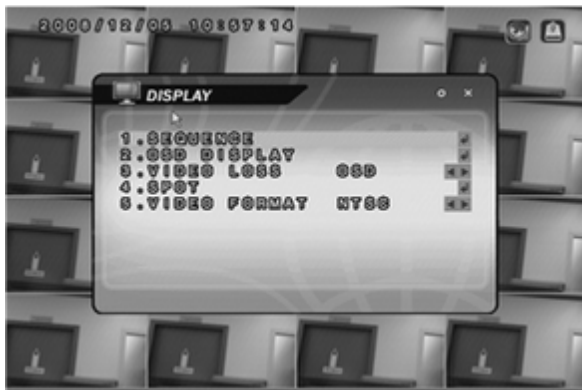 2008/12/05 10:57:14
DISPLAY
1.SEQUENCE
2.OSD DISPLAY
3.VIDEO LOSS OSD
4.SPOT
5.VIDEO FORMAT NTSC